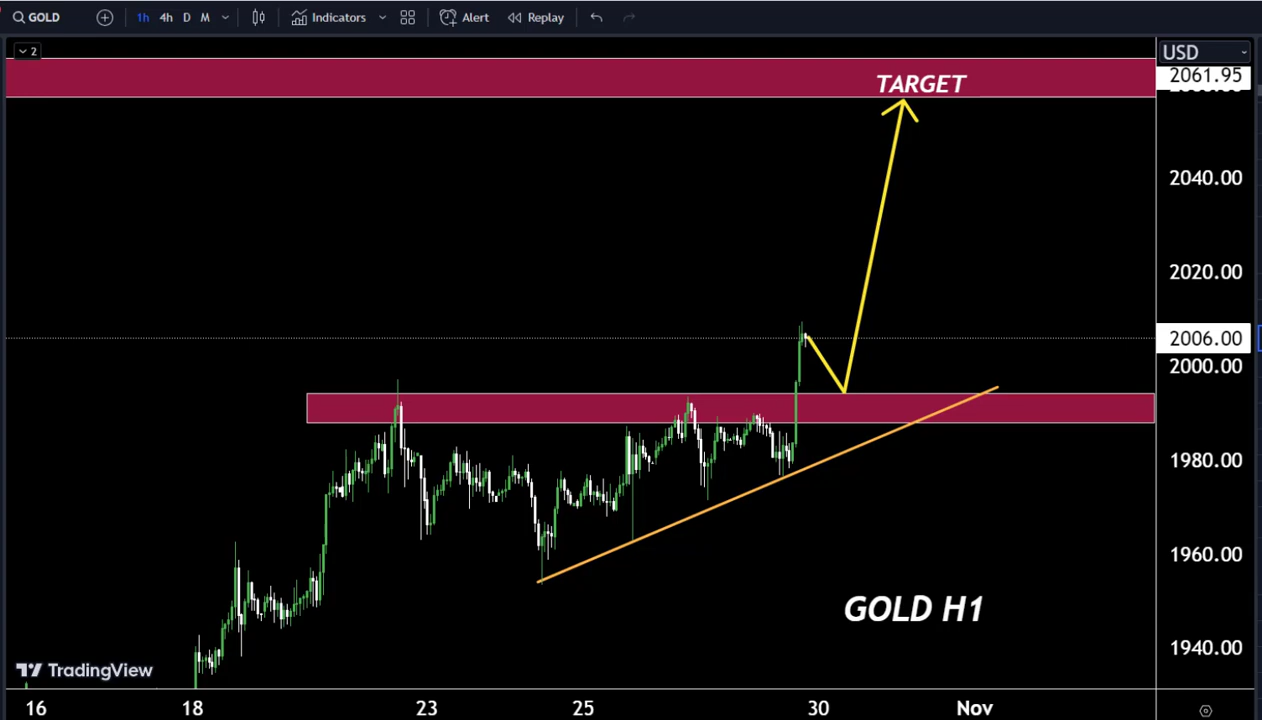 GOLD
1h 4h D M
Indicators
Alert
Replay
2
USD
TARGET
2061.95
2040.00
2020.00
2006.00
2000.00
1980.00
1960.00
GOLD H1
1940.00
TradingView
16 18 23 25 30 Nov